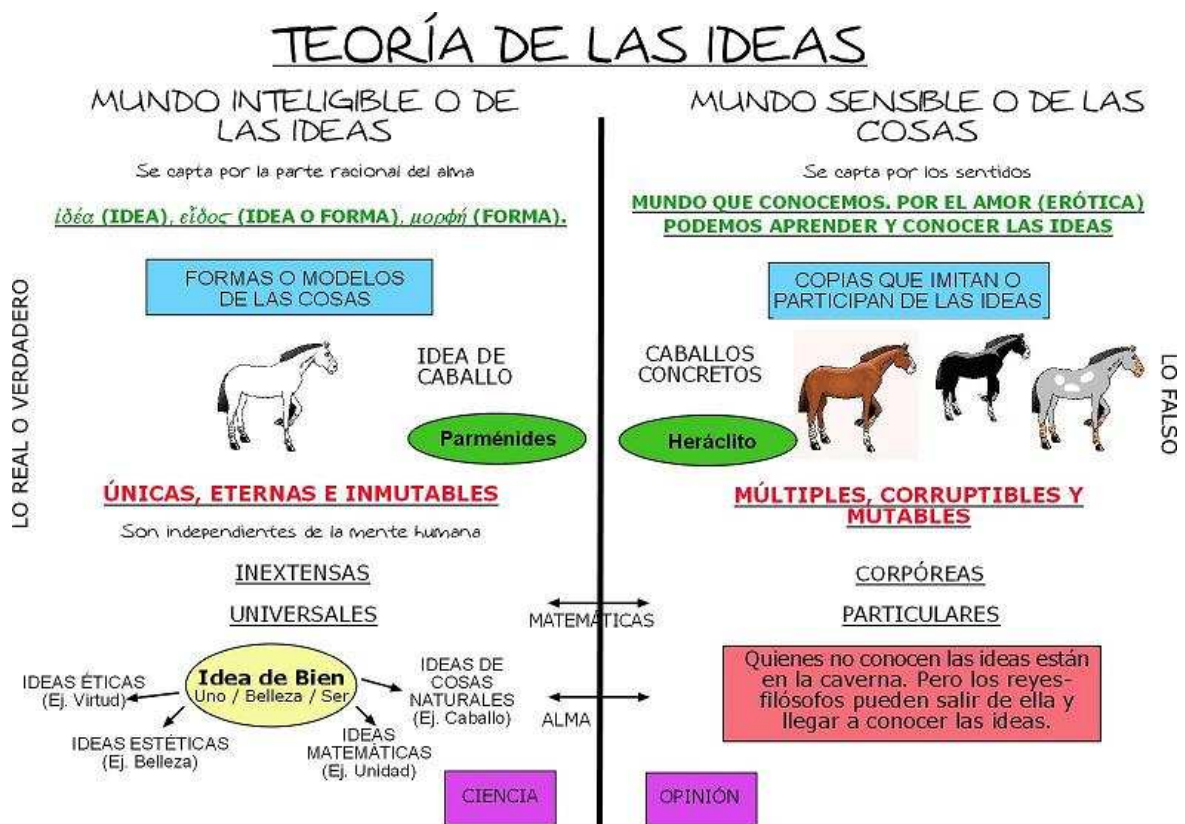 TEORÍA DE LAS IDEAS
MUNDO INTELIGIBLE O DE
LAS IDEAS
Se capta por la parte racional del alma
ἰδέα (IDEA), εἶδος (IDEA O FORMA), μορφή (FORMA).
FORMAS O MODELOS
DE LAS COSAS
LO REAL O VERDADERO
IDEA DE
CABALLO
Parménides
ÚNICAS, ETERNAS E INMUTABLES
Son independientes de la mente humana
INEXTENSAS
UNIVERSALES
Idea de Bien
Uno / Belleza / Ser
IDEAS ÉTICAS
(Ej. Virtud)
IDEAS ESTÉTICAS
(Ej. Belleza)
IDEAS
MATEMÁTICAS
(Ej. Unidad)
IDEAS DE
COSAS
NATURALES
(Ej. Caballo)
CIENCIA
MATEMÁTICAS
ALMA
MUNDO SENSIBLE O DE LAS
COSAS
Se capta por los sentidos
MUNDO QUE CONOCEMOS. POR EL AMOR (ERÓTICA)
PODEMOS APRENDER Y CONOCER LAS IDEAS
COPIAS QUE IMITAN O
PARTICIPAN DE LAS IDEAS
CABALLOS
CONCRETOS
Heráclito
LO FALSO
MÚLTIPLES, CORRUPTIBLES Y
MUTABLES
CORPÓREAS
PARTICULARES
Quienes no conocen las ideas están
en la caverna. Pero los reyes-
filósofos pueden salir de ella y
llegar a conocer las ideas.
OPINIÓN